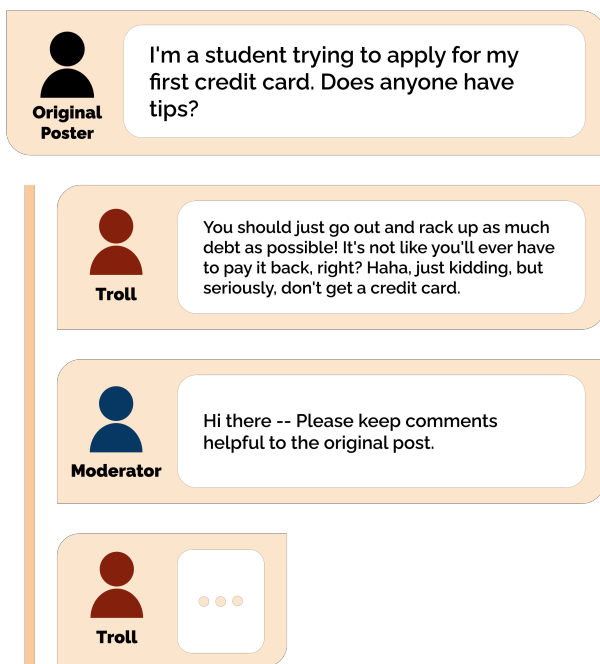 I'm a student trying to apply for my
first credit card. Does anyone have
tips?
Original
Poster
You should just go out and rack up as much
debt as possible! It's not like you'll ever have
to pay it back, right? Haha, just kidding, but
seriously, don't get a credit card.
Troll
Hi there -- Please keep comments
helpful to the original post.
Moderator
Troll